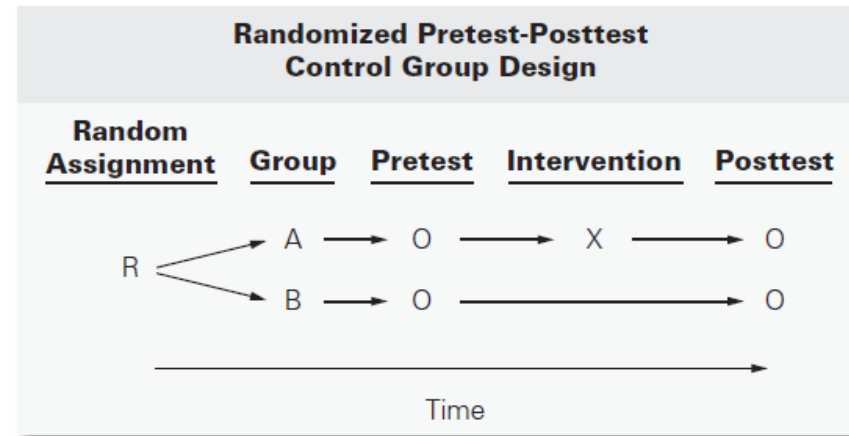 Randomized Pretest-Posttest
Control Group Design
Random
Assignment Group Pretest Intervention Posttest
A O X O
R
B O O
Time